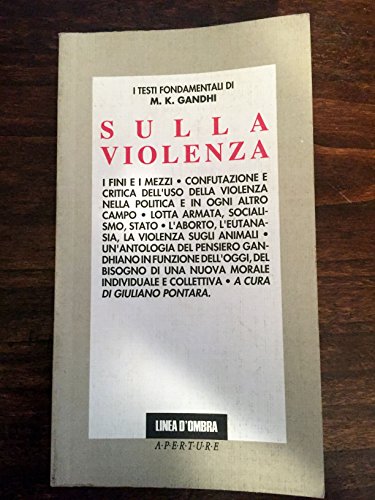 I TESTI FONDAMENTALI DI
M. K. GANDHI
SULLA
VIOLENZA
I FINI E I MEZZI • CONFUTAZIONE E
CRITICA DELL'USO DELLA VIOLENZA
NELLA POLITICA E IN OGNI ALTRO
CAMPO • LOTTA ARMATA, SOCIALI-
SMO, STATO • L'ABORTO, L'EUTANA-
SIA, LA VIOLENZA SUGLI ANIMALI •
UN'ANTOLOGIA DEL PENSIERO GAN-
DHIANO IN FUNZIONE DELL'OGGI, DEL
BISOGNO DI UNA NUOVA MORALE
INDIVIDUALE E COLLETTIVA • A CURA
DI GIULIANO PONTARA.
LINEA D'OMBRA
A·P·E·R·T·U·R·E